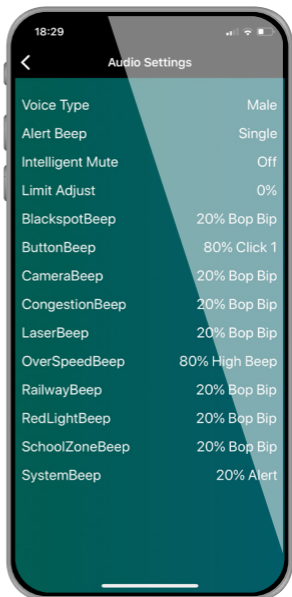 18:29
Audio Settings
Voice Type Male
Alert Beep Single
Intelligent Mute Off
Limit Adjust 0%
BlackspotBeep 20% Bop Bip
ButtonBeep 80% Click 1
CameraBeep 20% Bop Bip
CongestionBeep 20% Bop Bip
LaserBeep 20% Bop Bip
OverSpeedBeep 80% High Beep
RailwayBeep 20% Bop Bip
RedLightBeep 20% Bop Bip
SchoolZoneBeep 20% Bop Bip
SystemBeep 20% Alert